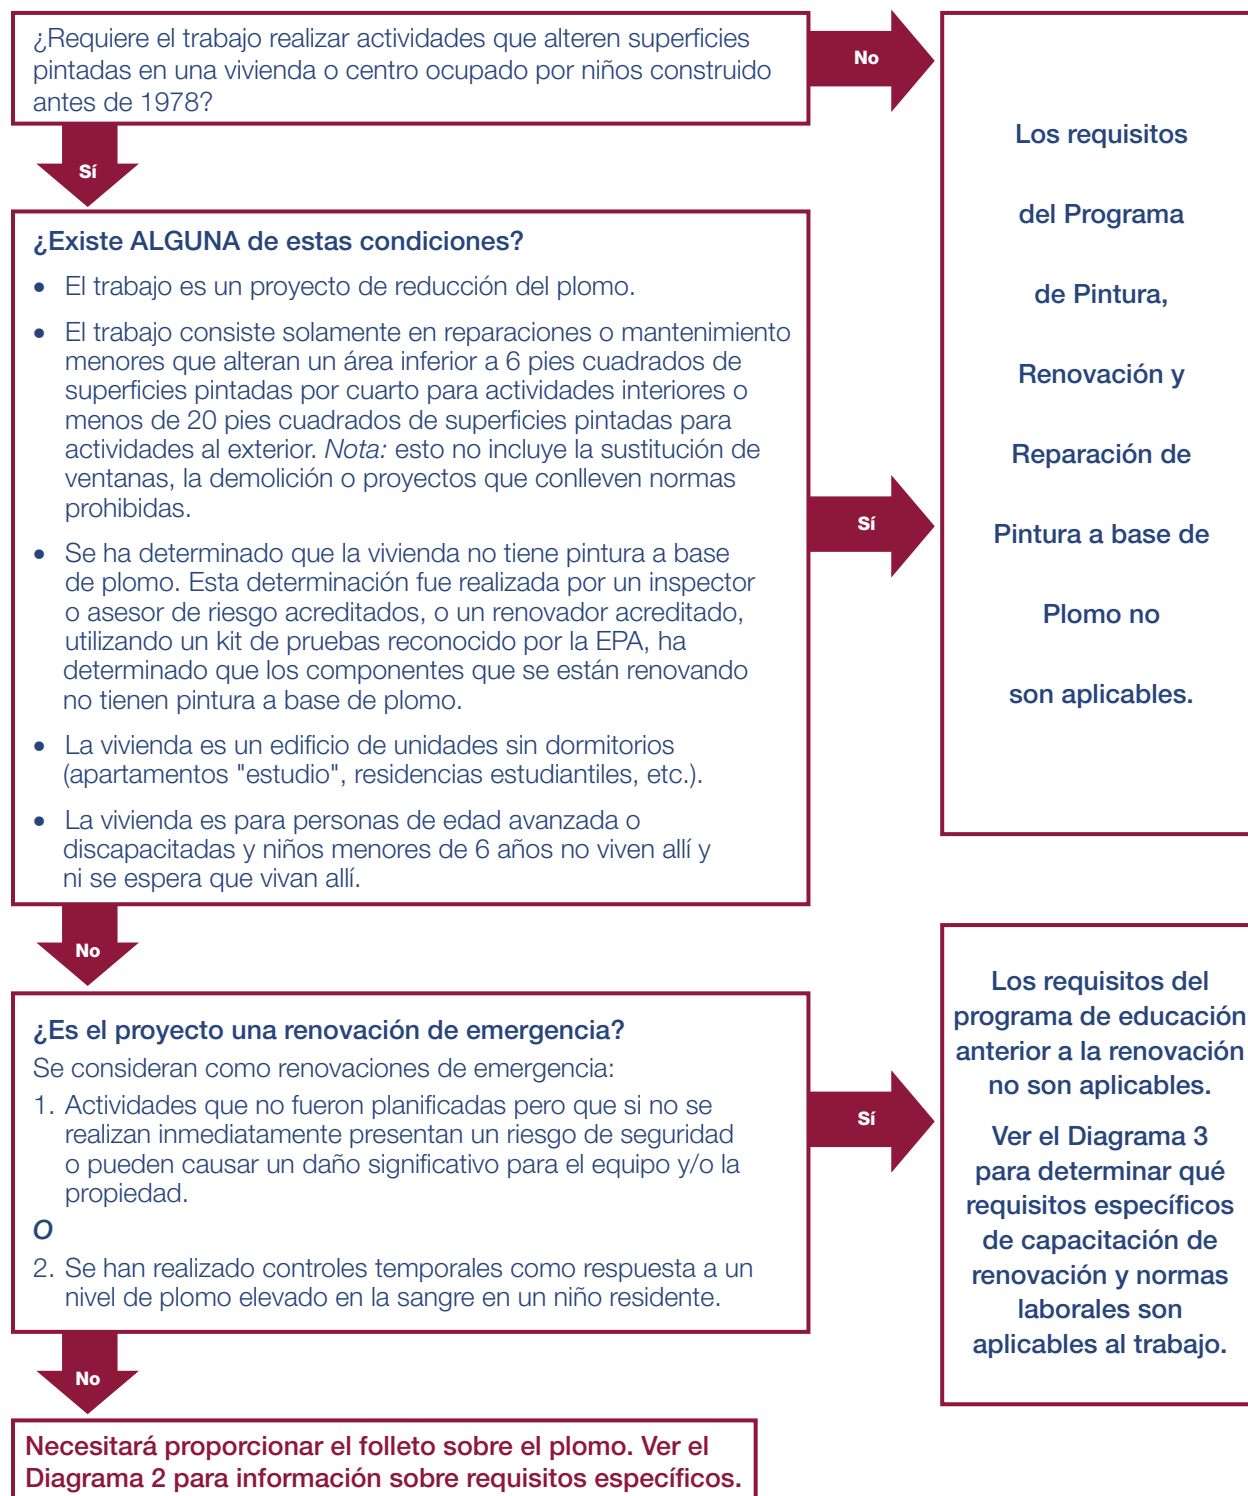 ¿Requiere el trabajo realizar actividades que alteren superficies
pintadas en una vivienda o centro ocupado por niños construido
antes de 1978?
No
Sí
¿Existe ALGUNA de estas condiciones?
• El trabajo es un proyecto de reducción del plomo.
• El trabajo consiste solamente en reparaciones o mantenimiento
menores que alteran un área inferior a 6 pies cuadrados de
superficies pintadas por cuarto para actividades interiores o
menos de 20 pies cuadrados de superficies pintadas para
actividades al exterior. Nota: esto no incluye la sustitución de
ventanas, la demolición o proyectos que conlleven normas
prohibidas.
• Se ha determinado que la vivienda no tiene pintura a base
de plomo. Esta determinación fue realizada por un inspector
o asesor de riesgo acreditados, o un renovador acreditado,
utilizando un kit de pruebas reconocido por la EPA, ha
determinado que los componentes que se están renovando
no tienen pintura a base de plomo.
• La vivienda es un edificio de unidades sin dormitorios
(apartamentos "estudio", residencias estudiantiles, etc.).
• La vivienda es para personas de edad avanzada o
discapacitadas y niños menores de 6 años no viven allí y
ni se espera que vivan allí.
Sí
Los requisitos
del Programa
de Pintura,
Renovación y
Reparación de
Pintura a base de
Plomo no
son aplicables.
No
¿Es el proyecto una renovación de emergencia?
Se consideran como renovaciones de emergencia:
1. Actividades que no fueron planificadas pero que si no se
realizan inmediatamente presentan un riesgo de seguridad
o pueden causar un daño significativo para el equipo y/o la
propiedad.
O
2. Se han realizado controles temporales como respuesta a un
nivel de plomo elevado en la sangre en un niño residente.
Sí
Los requisitos del
programa de educación
anterior a la renovación
no son aplicables.
Ver el Diagrama 3
para determinar qué
requisitos específicos
de capacitación de
renovación y normas
laborales son
aplicables al trabajo.
No
Necesitará proporcionar el folleto sobre el plomo. Ver el
Diagrama 2 para información sobre requisitos específicos.